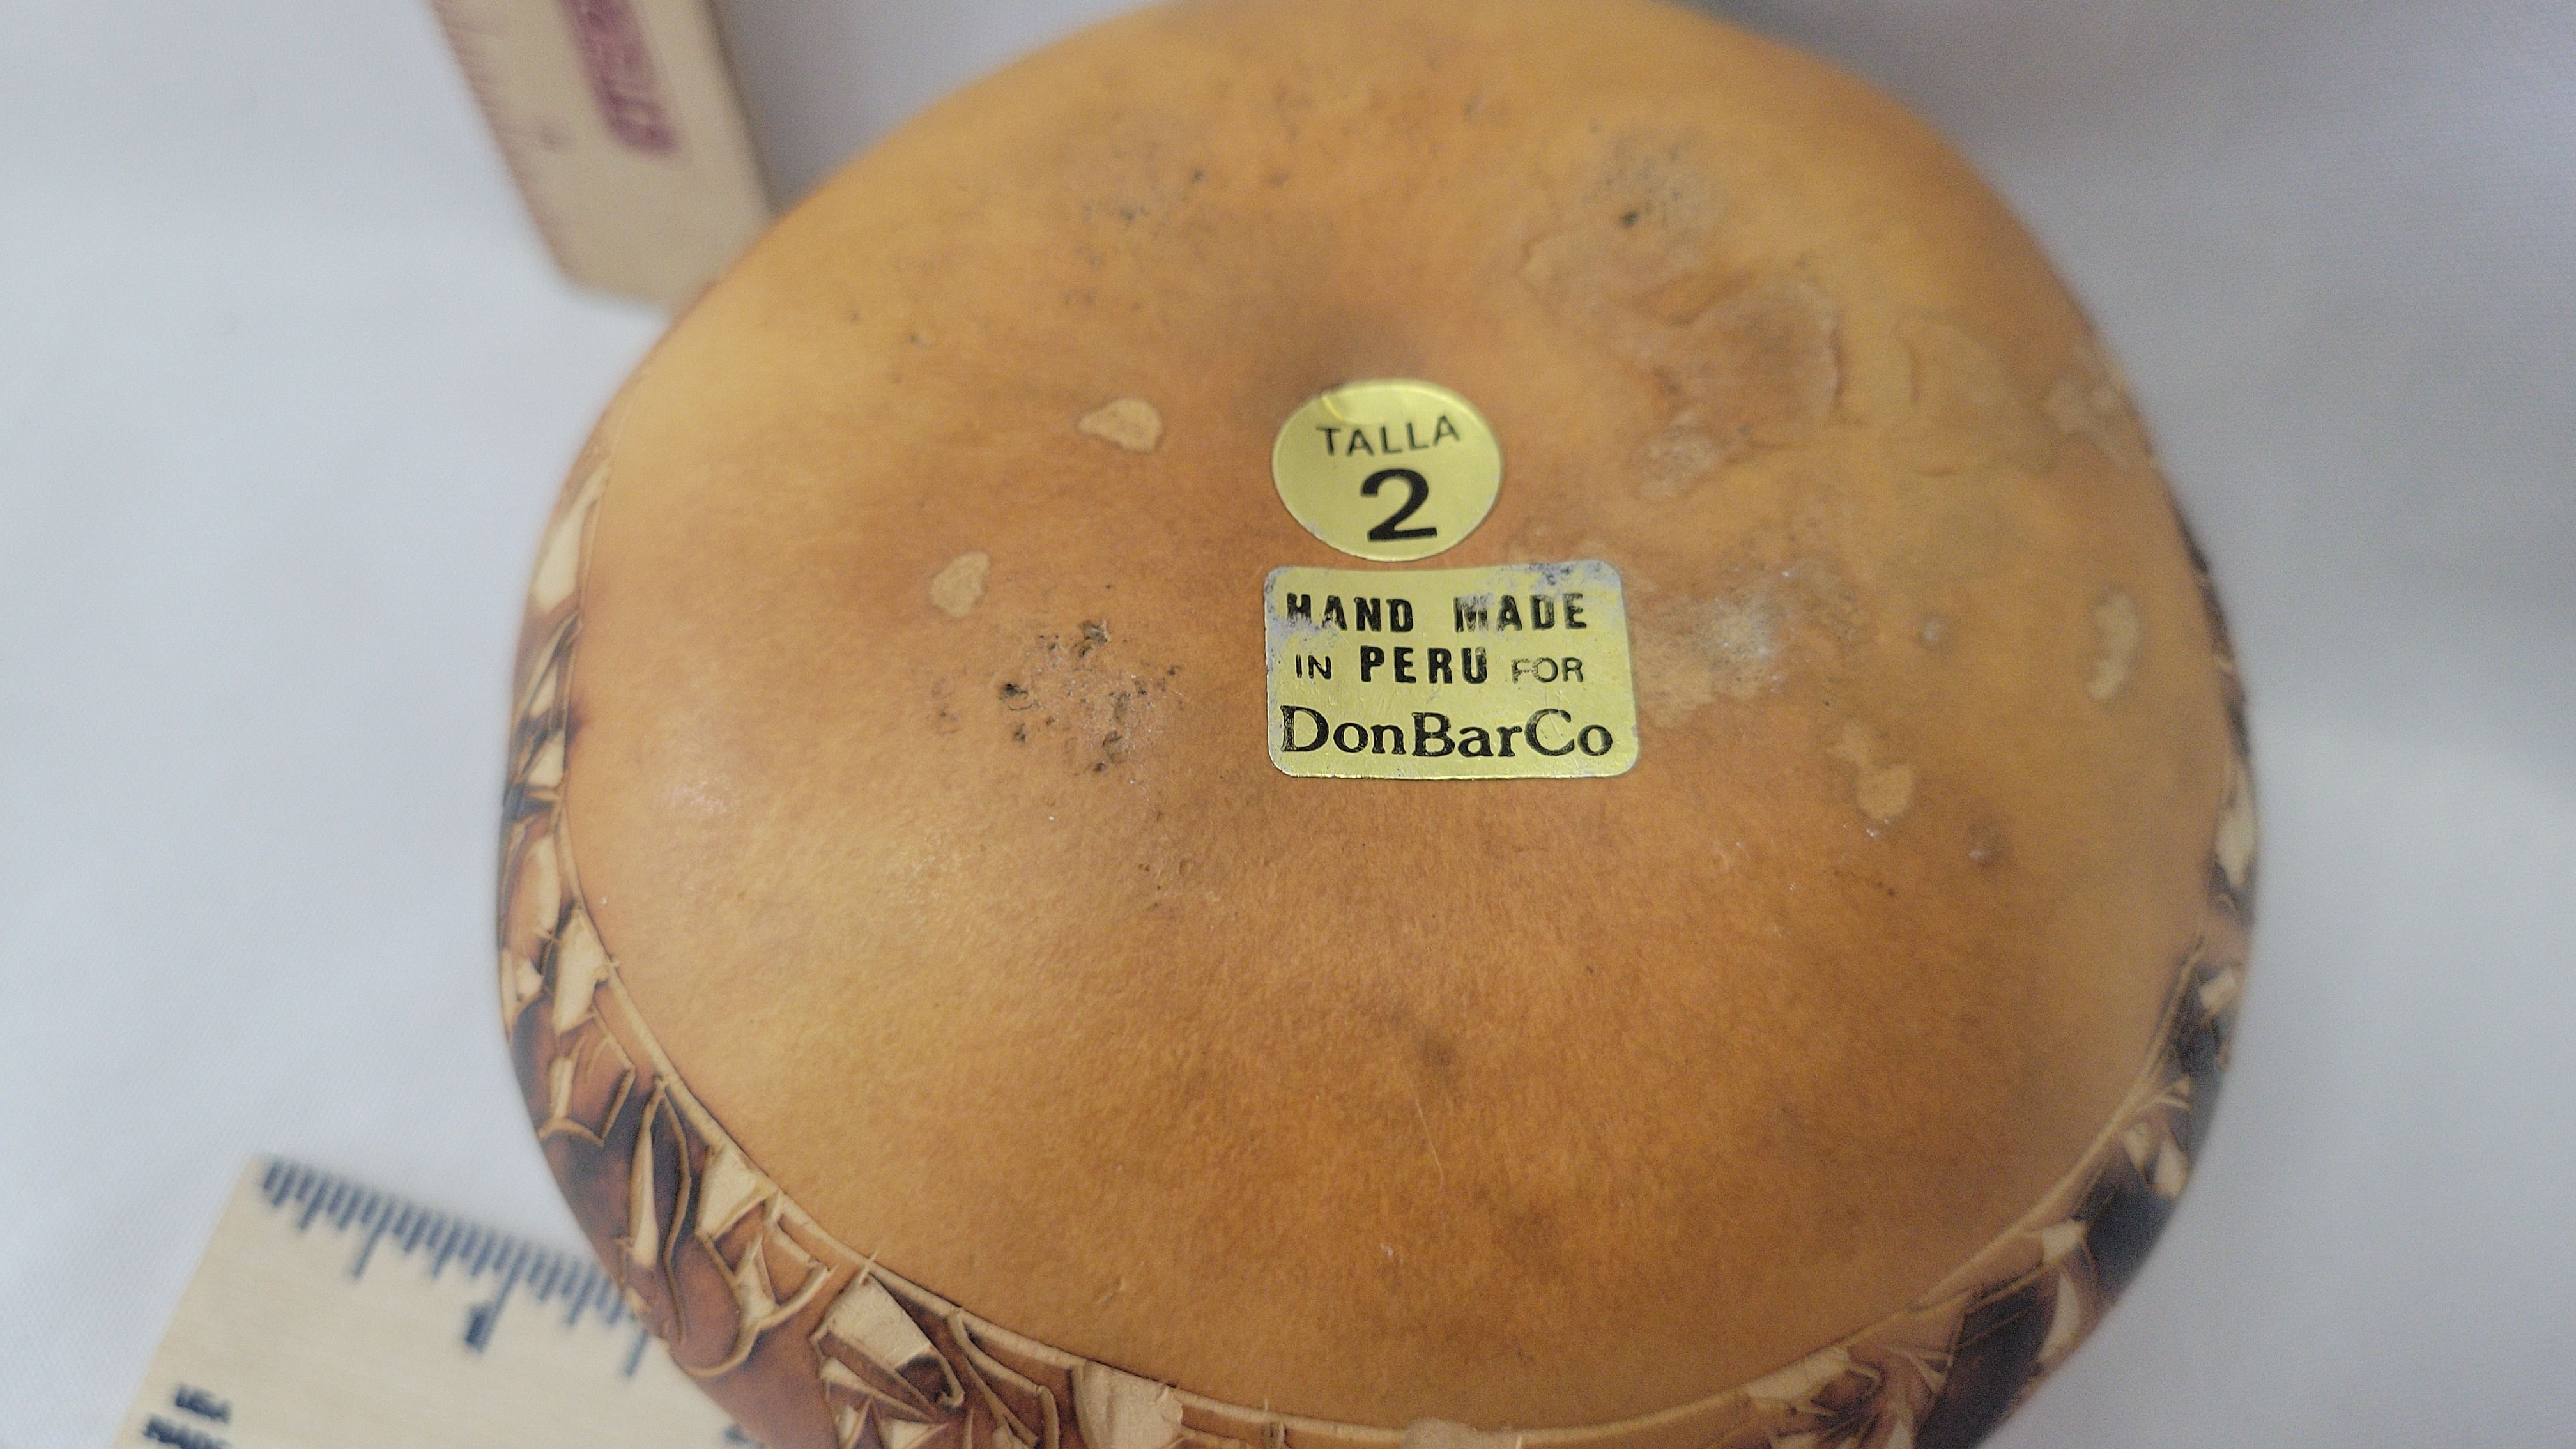 TALLA
2
HAND MADE
IN PERU FOR
DonBarCo